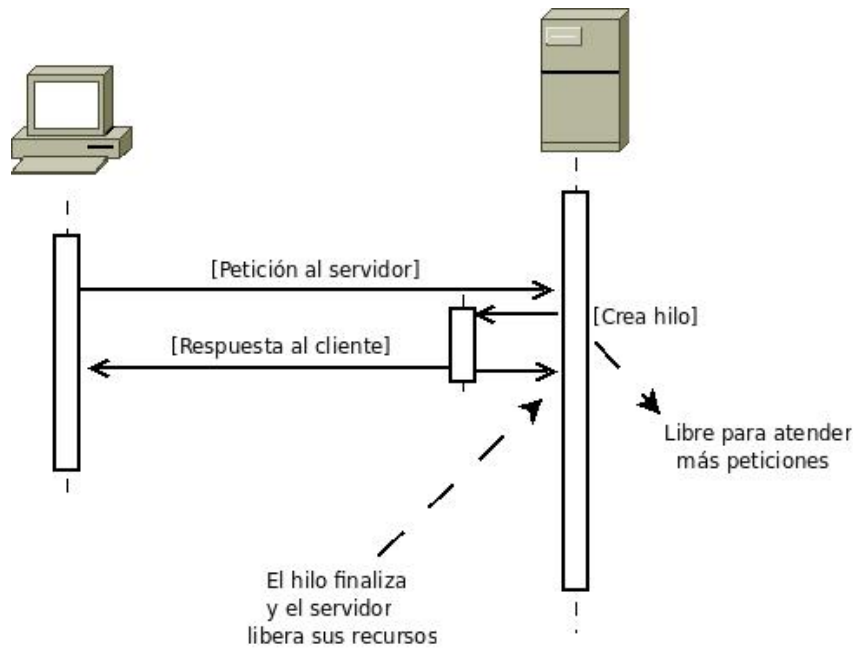 [Petición al servidor]
[Crea hilo]
[Respuesta al cliente]
Libre para atender
más peticiones
El hilo finaliza
y el servidor
libera sus recursos